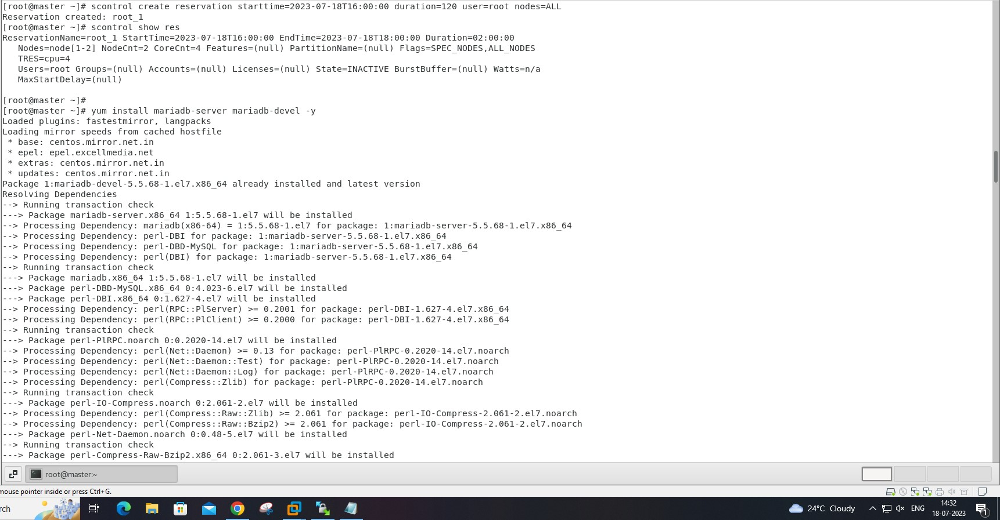 [root@master ~]# scontrol create reservation starttime=2023-07-18T16:00:00 duration=120 user=root nodes=ALL
Reservation created: root_1
[root@master ~]# scontrol show res
ReservationName=root_1 StartTime=2023-07-18T16:00:00 EndTime=2023-07-18T18:00:00 Duration=02:00:00
   Nodes=node[1-2] NodeCnt=2 CoreCnt=4 Features=(null) PartitionName=(null) Flags=SPEC_NODES,ALL_NODES
   TRES=cpu=4
   Users=root Groups=(null) Accounts=(null) Licenses=(null) State=INACTIVE BurstBuffer=(null) Watts=n/a
   MaxStartDelay=(null)
[root@master ~]#
[root@master ~]# yum install mariadb-server mariadb-devel -y
Loaded plugins: fastestmirror, langpacks
Loading mirror speeds from cached hostfile
 * base: centos.mirror.net.in
 * epel: epel.excellmedia.net
 * extras: centos.mirror.net.in
 * updates: centos.mirror.net.in
Package 1:mariadb-devel-5.5.68-1.el7.x86_64 already installed and latest version
Resolving Dependencies
--> Running transaction check
---> Package mariadb-server.x86_64 1:5.5.68-1.el7 will be installed
--> Processing Dependency: mariadb(x86-64) = 1:5.5.68-1.el7 for package: 1:mariadb-server-5.5.68-1.el7.x86_64
--> Processing Dependency: perl-DBI for package: 1:mariadb-server-5.5.68-1.el7.x86_64
--> Processing Dependency: perl-DBD-MySQL for package: 1:mariadb-server-5.5.68-1.el7.x86_64
--> Processing Dependency: perl(DBI) for package: 1:mariadb-server-5.5.68-1.el7.x86_64
--> Running transaction check
---> Package mariadb.x86_64 1:5.5.68-1.el7 will be installed
---> Package perl-DBD-MySQL.x86_64 0:4.023-6.el7 will be installed
---> Package perl-DBI.x86_64 0:1.627-4.el7 will be installed
--> Processing Dependency: perl(RPC::PlServer) >= 0.2001 for package: perl-DBI-1.627-4.el7.x86_64
--> Processing Dependency: perl(RPC::PlClient) >= 0.2000 for package: perl-DBI-1.627-4.el7.x86_64
--> Running transaction check
---> Package perl-PlRPC.noarch 0:0.2020-14.el7 will be installed
--> Processing Dependency: perl(Net::Daemon) >= 0.13 for package: perl-PlRPC-0.2020-14.el7.noarch
--> Processing Dependency: perl(Net::Daemon::Test) for package: perl-PlRPC-0.2020-14.el7.noarch
--> Processing Dependency: perl(Net::Daemon::Log) for package: perl-PlRPC-0.2020-14.el7.noarch
--> Processing Dependency: perl(Compress::Zlib) for package: perl-PlRPC-0.2020-14.el7.noarch
--> Running transaction check
---> Package perl-IO-Compress.noarch 0:2.061-2.el7 will be installed
--> Processing Dependency: perl(Compress::Raw::Zlib) >= 2.061 for package: perl-IO-Compress-2.061-2.el7.noarch
--> Processing Dependency: perl(Compress::Raw::Bzip2) >= 2.061 for package: perl-IO-Compress-2.061-2.el7.noarch
---> Package perl-Net-Daemon.noarch 0:0.48-5.el7 will be installed
--> Running transaction check
---> Package perl-Compress-Raw-Bzip2.x86_64 0:2.061-3.el7 will be installed
root@master:~
mouse pointer inside or press Ctrl+G.
rch
24°C Cloudy
ENG
14:32
18-07-2023
1